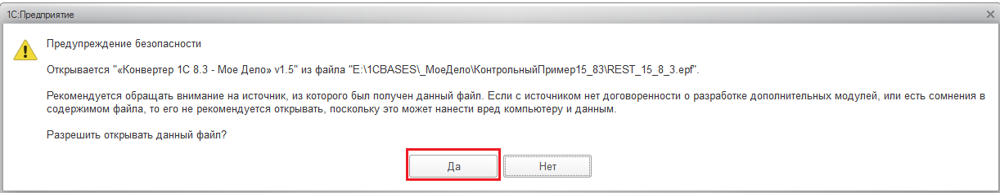 1С:Предприятие
Предупреждение безопасности
Открывается "«Конвертер 1С 8.3 - Мое Дело» v1.5" из файла "E:\1CBASES\_МоеДело\КонтрольныйПример15_83\REST_15_8_3.epf".
Рекомендуется обращать внимание на источник, из которого был получен данный файл. Если с источником нет договоренности о разработке дополнительных модулей, или есть сомнения в
содержимом файла, то его не рекомендуется открывать, поскольку это может нанести вред компьютеру и данным.
Разрешить открывать данный файл?
Да
Нет